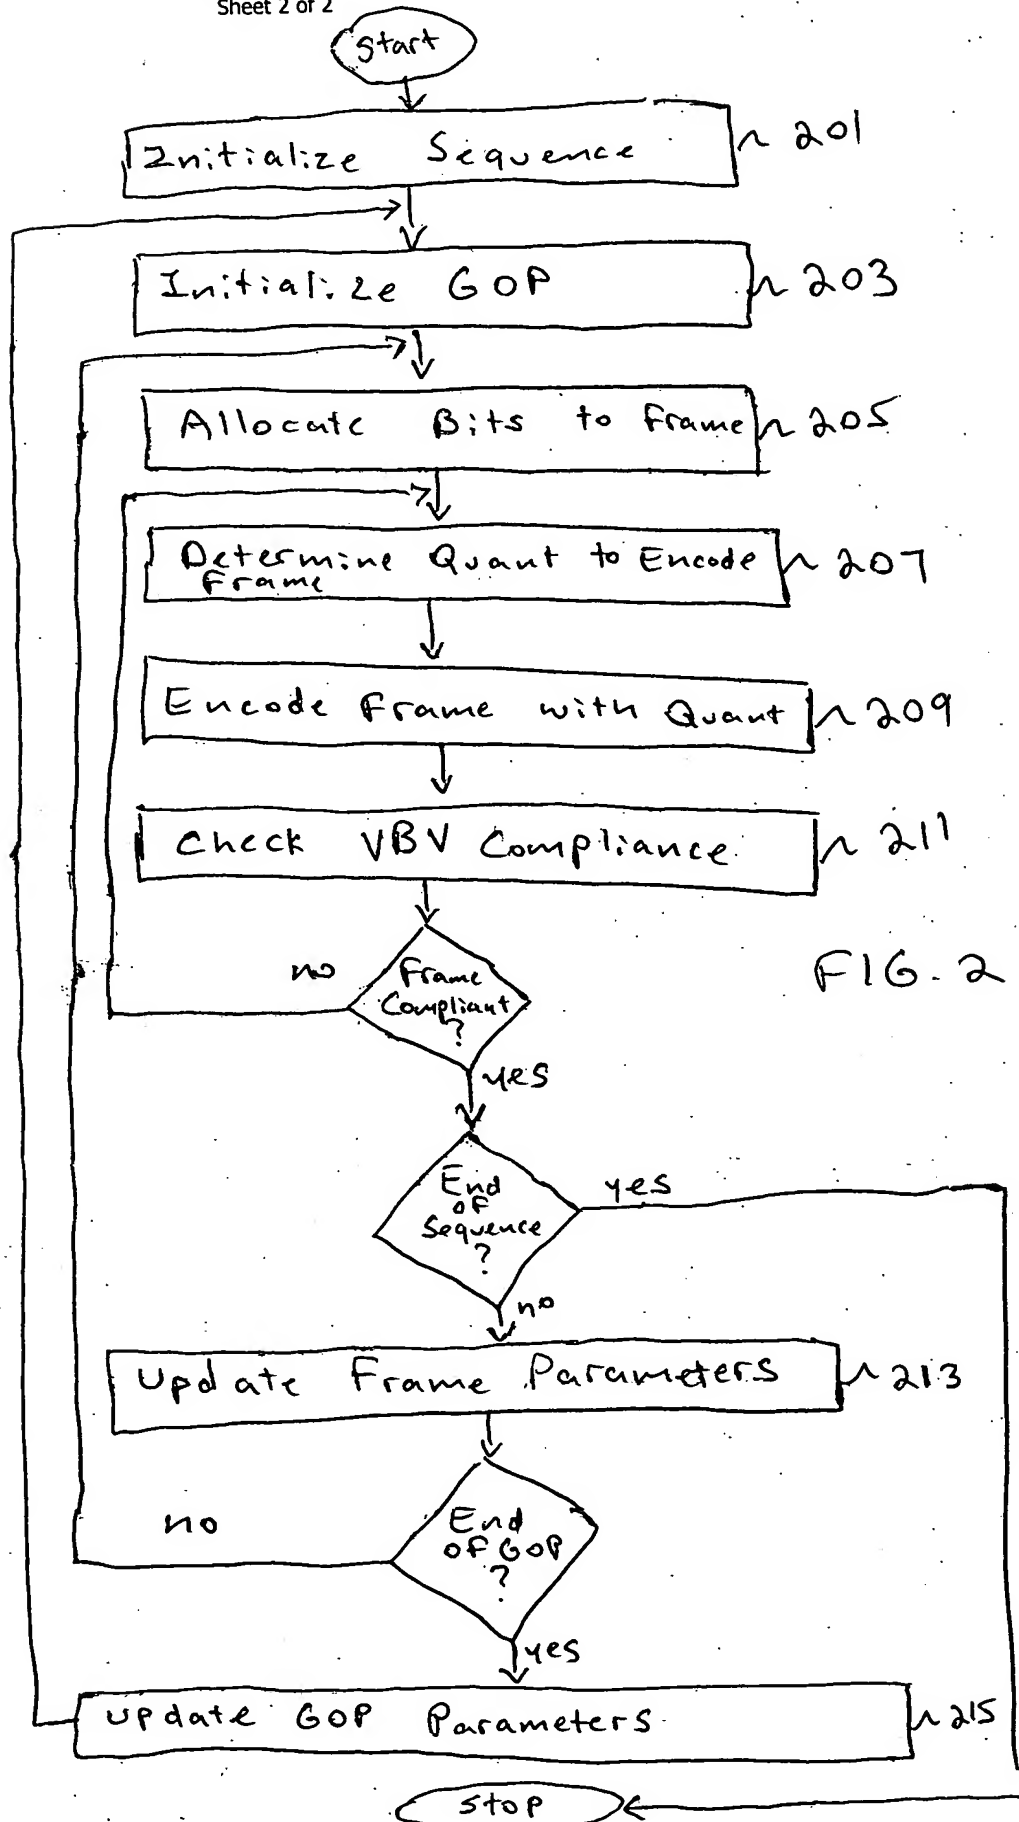 Sheet 2 of 2
Start
Initialize Sequence 201
Initialize GOP 203
Allocate Bits to Frame 205
Determine Quant to Encode 207
Frame
Encode Frame with Quant 209
Check VBV Compliance 211
FIG. 2
no
Frame
Compliant
?
yes
End
of
Sequence
?
yes
no
Update Frame Parameters 213
no
End
of GOP
?
yes
update GOP Parameters 215
stop